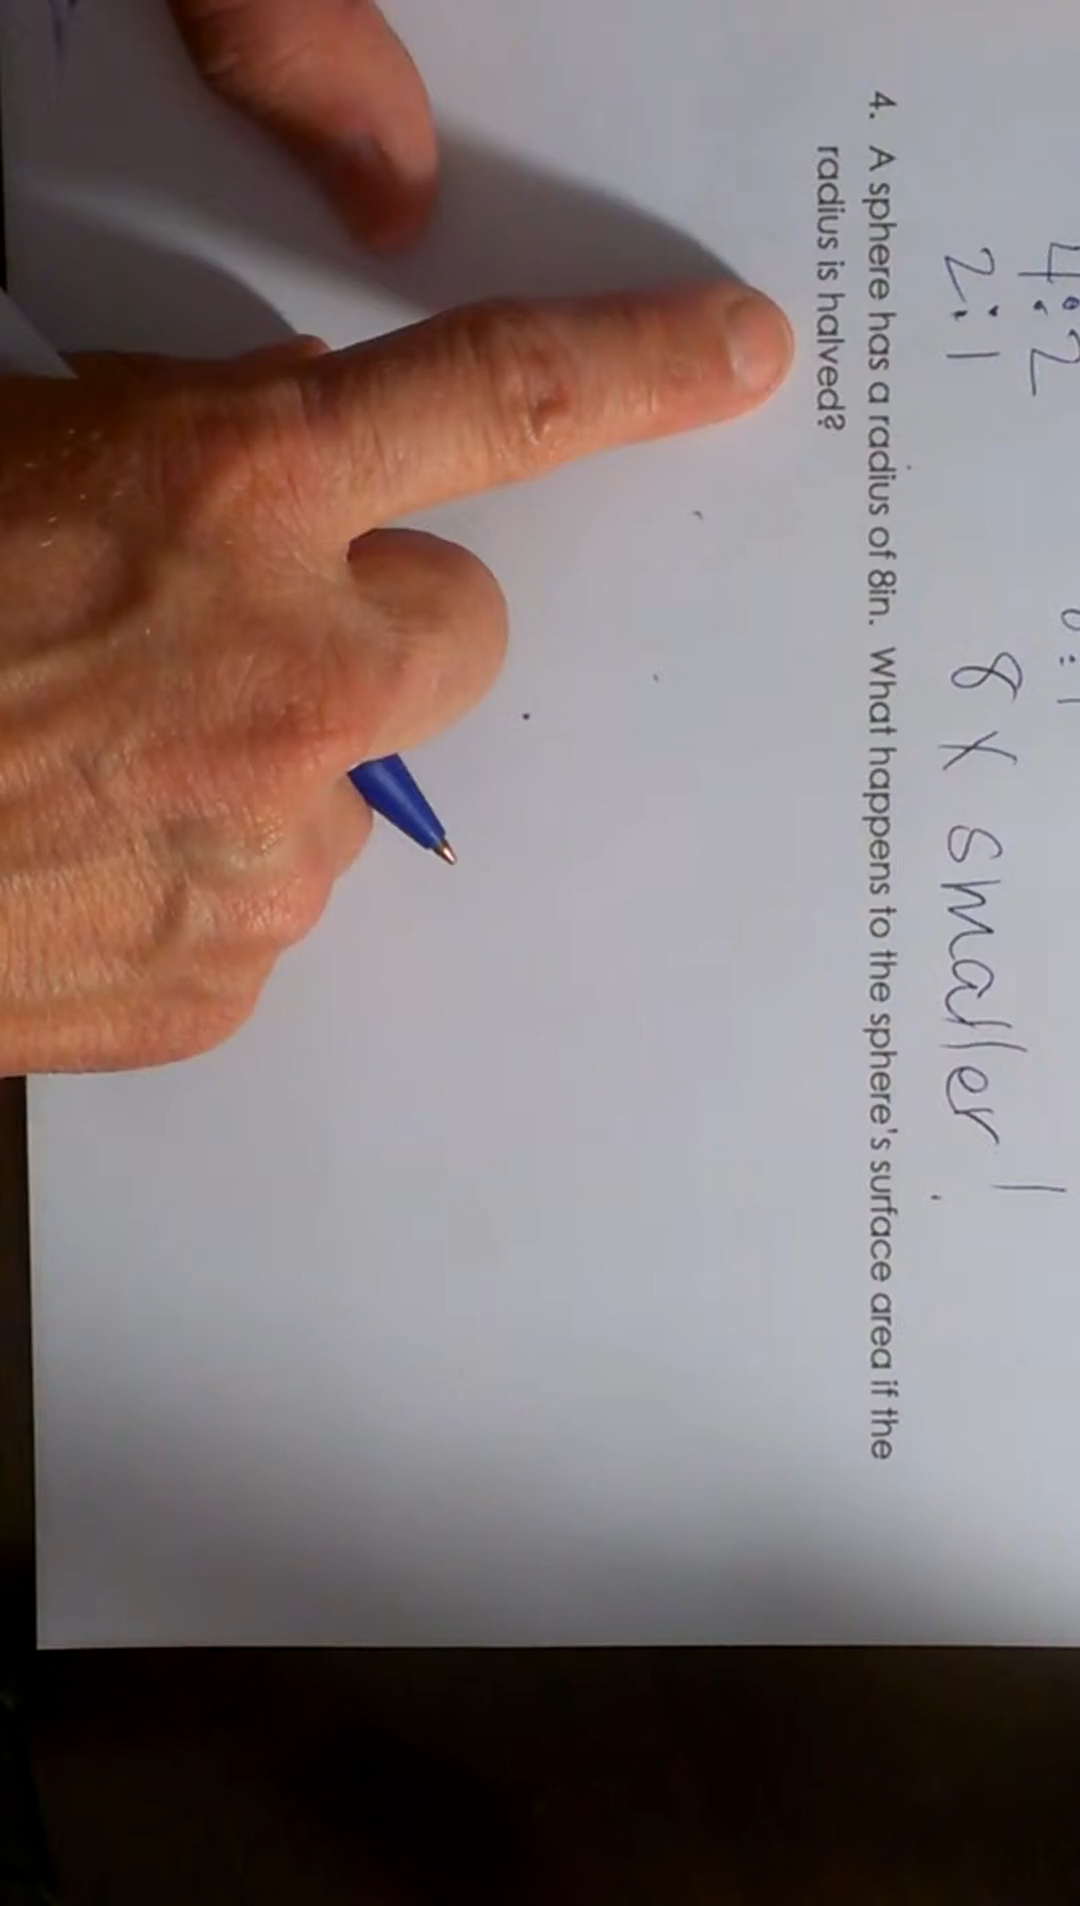 4:2
2:1
8 x smaller!
4. A sphere has a radius of 8in. What happens to the sphere's surface area if the
radius is halved?